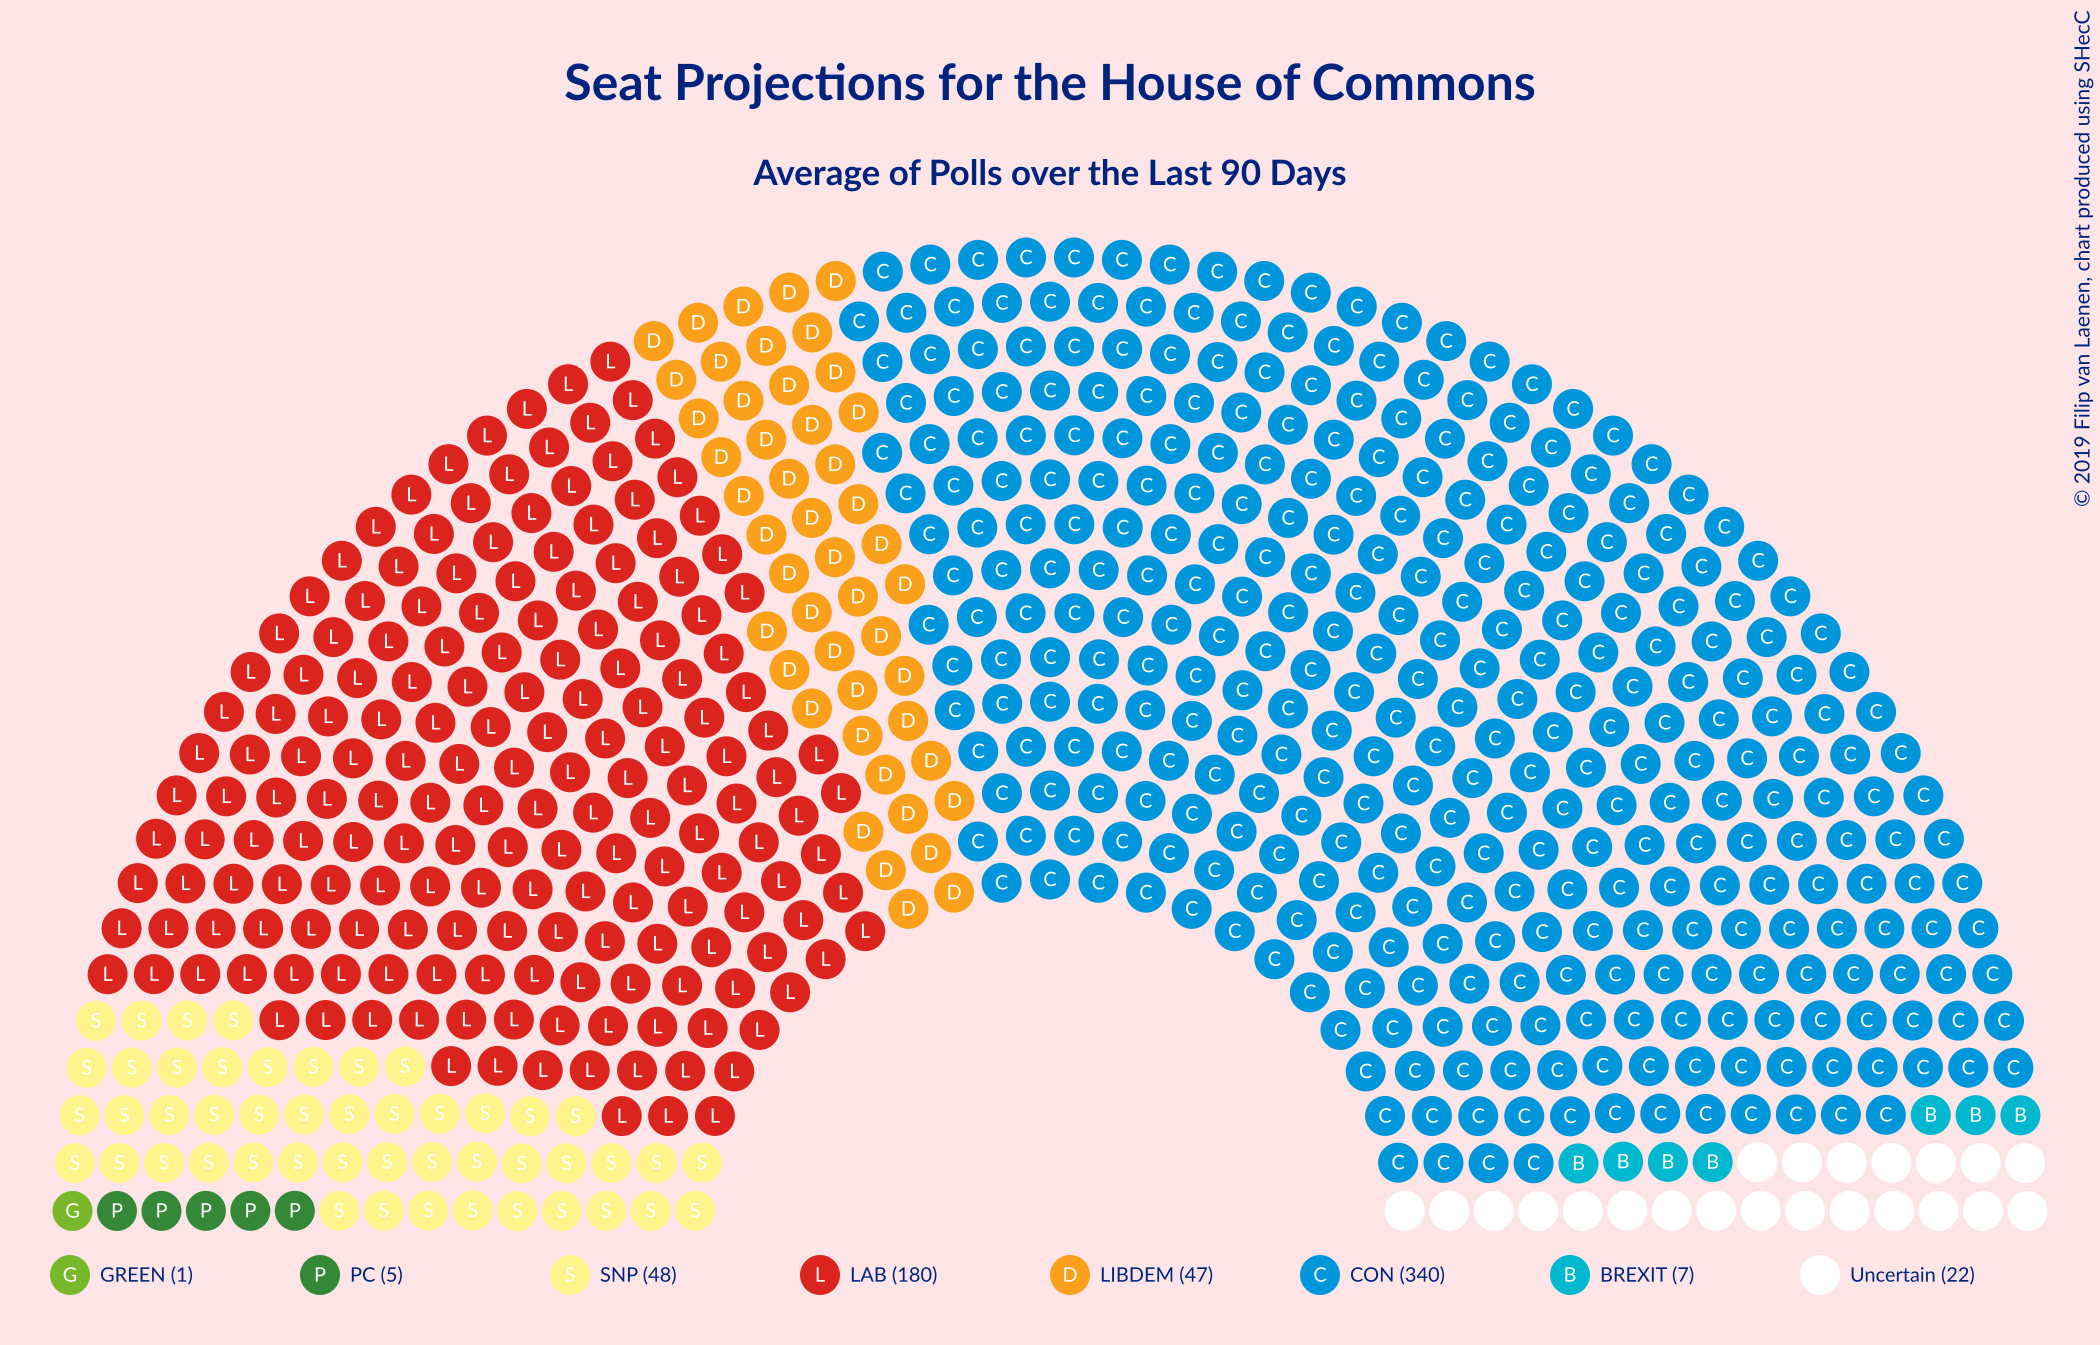 Seat Projections for the House of Commons
Average of Polls over the Last 90 Days
© 2019 Filip van Laenen, chart produced using SHecC
G GREEN (1)
P PC (5)
S SNP (48)
L LAB (180)
D LIBDEM (47)
C CON (340)
B BREXIT (7)
Uncertain (22)